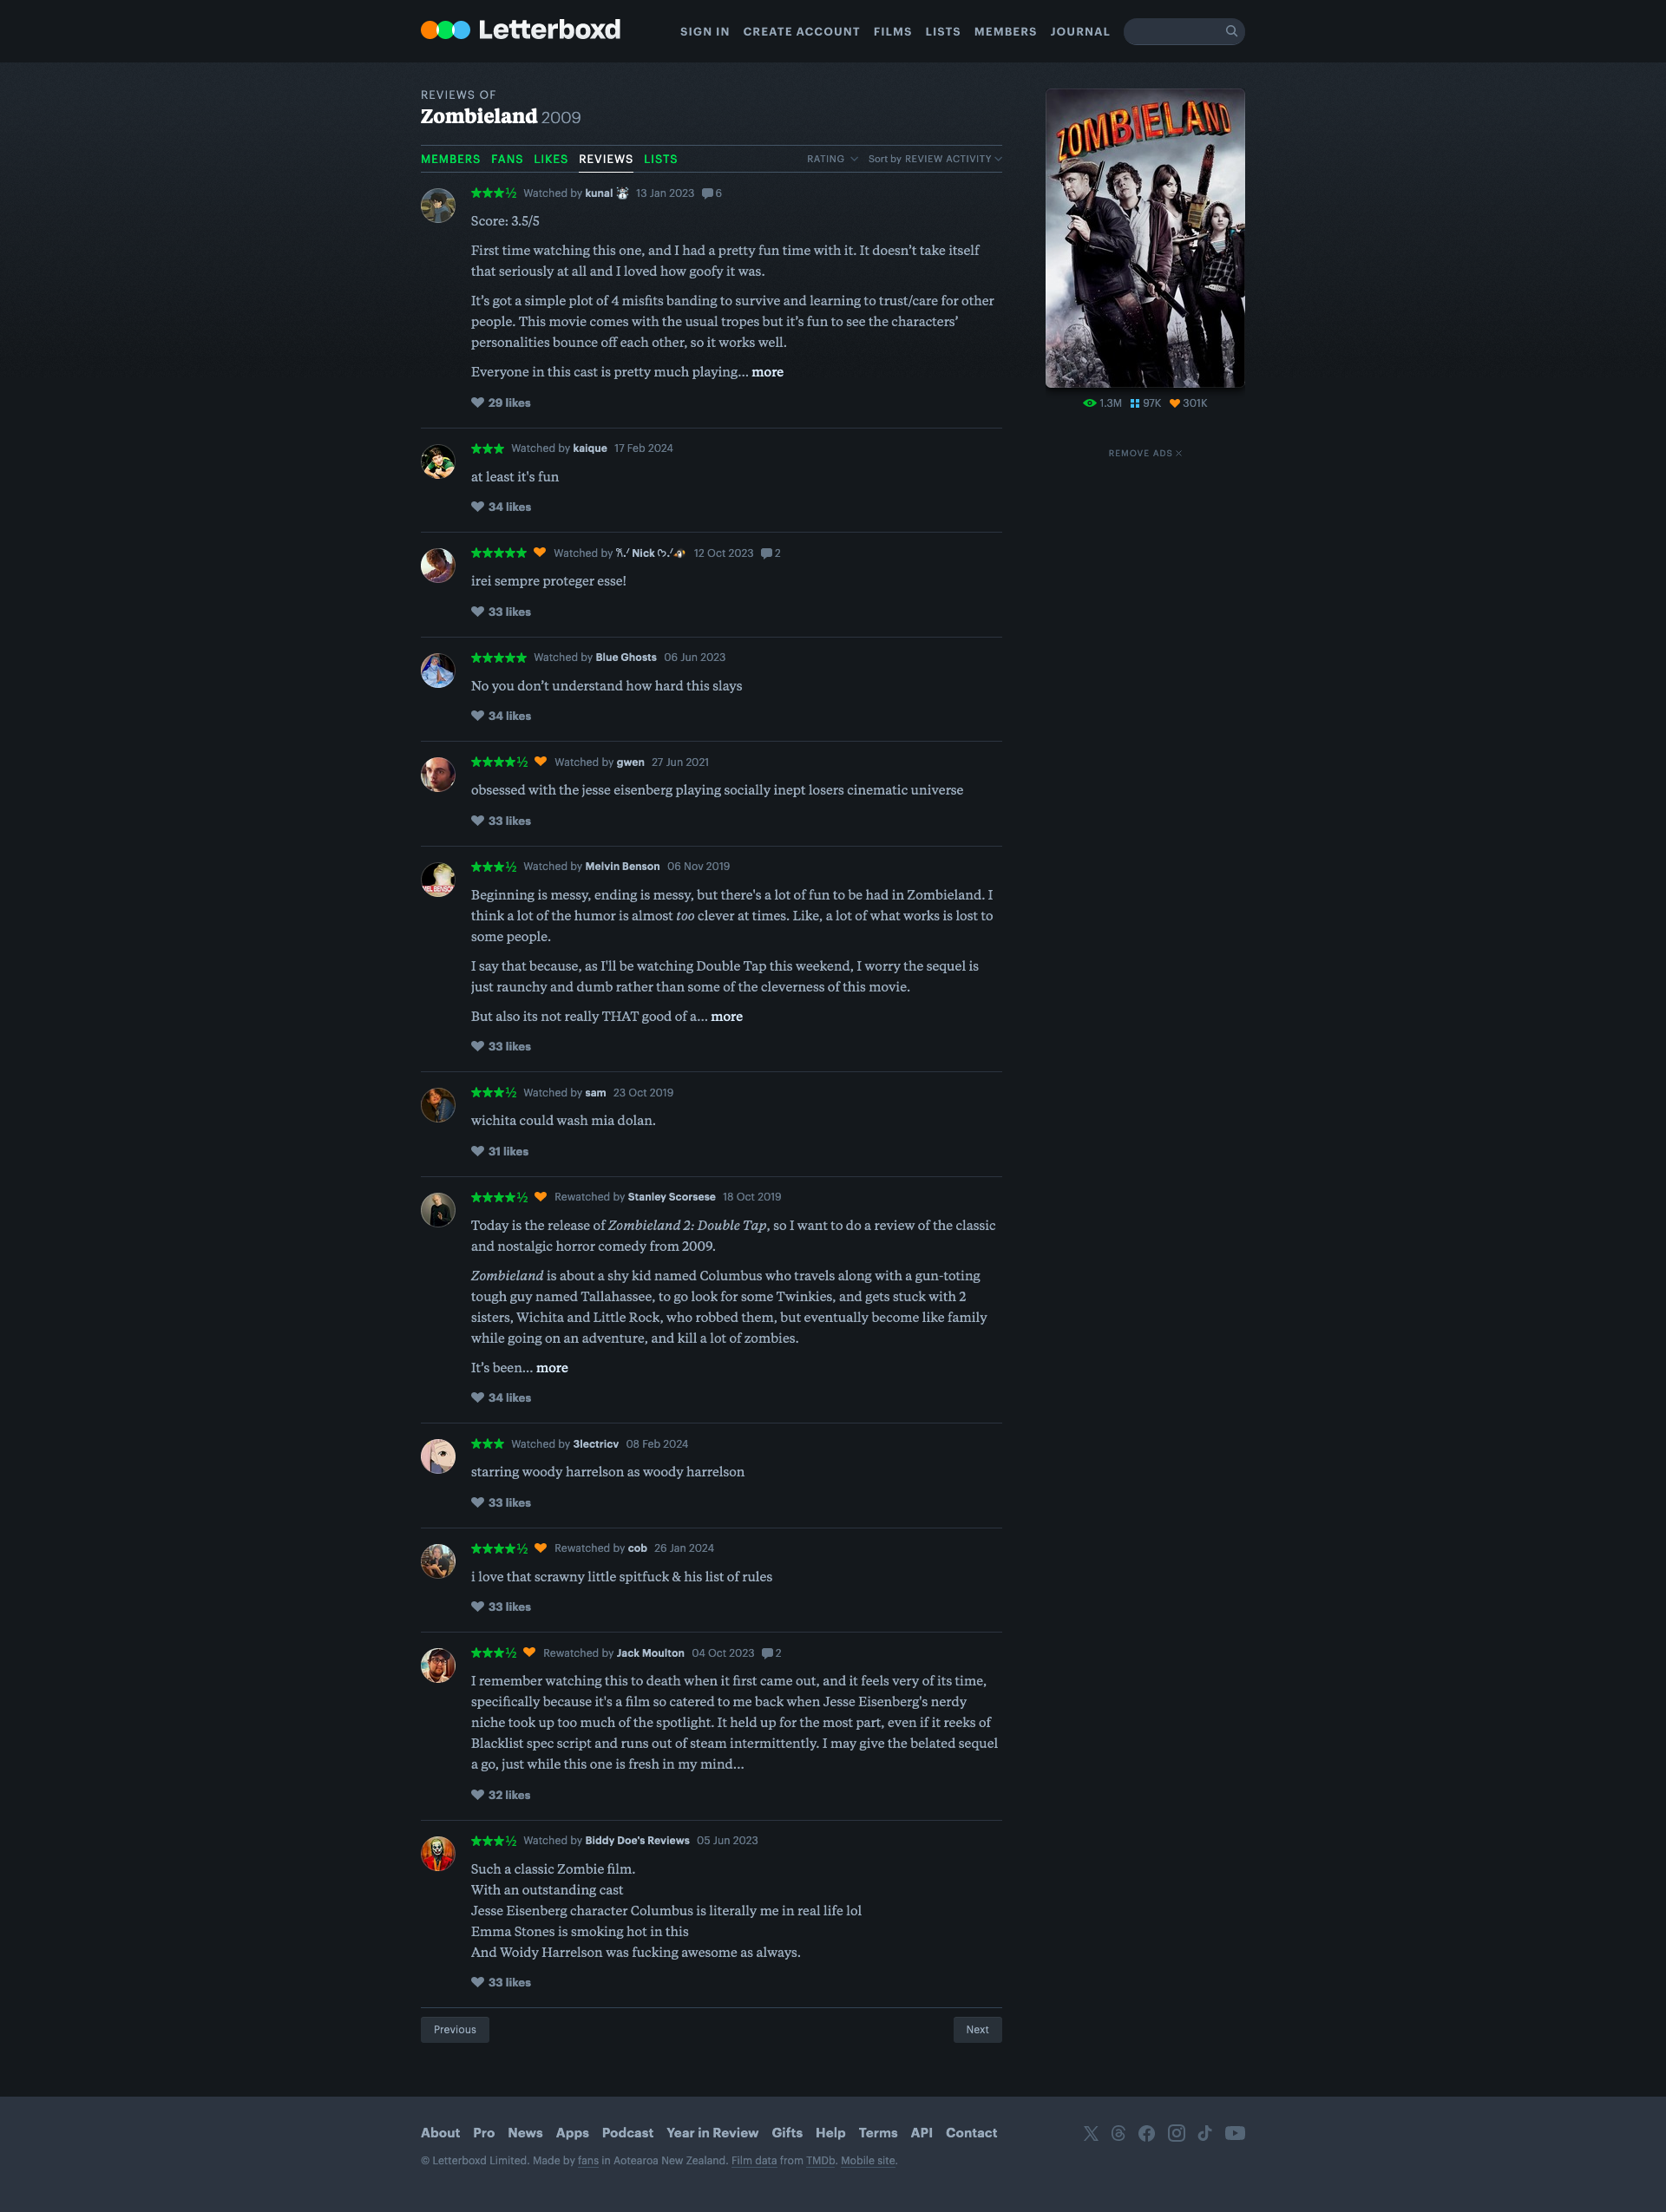 Letterboxd
SIGN IN CREATE ACCOUNT FILMS LISTS MEMBERS JOURNAL
REVIEWS OF
Zombieland 2009
MEMBERS FANS LIKES REVIEWS LISTS RATING Sort by REVIEW ACTIVITY
ZOMBIELAND
1.3M 97K 301K
REMOVE ADS
★★★½ Watched by kunal 13 Jan 2023 6
Score: 3.5/5
First time watching this one, and I had a pretty fun time with it. It doesn’t take itself
that seriously at all and I loved how goofy it was.
It’s got a simple plot of 4 misfits banding to survive and learning to trust/care for other
people. This movie comes with the usual tropes but it’s fun to see the characters’
personalities bounce off each other, so it works well.
Everyone in this cast is pretty much playing… more
29 likes
★★★ Watched by kaique 17 Feb 2024
at least it's fun
34 likes
★★★★★ Watched by Nick 12 Oct 2023 2
irei sempre proteger esse!
33 likes
★★★★★ Watched by Blue Ghosts 06 Jun 2023
No you don’t understand how hard this slays
34 likes
★★★★½ Watched by gwen 27 Jun 2021
obsessed with the jesse eisenberg playing socially inept losers cinematic universe
33 likes
★★★½ Watched by Melvin Benson 06 Nov 2019
Beginning is messy, ending is messy, but there's a lot of fun to be had in Zombieland. I
think a lot of the humor is almost too clever at times. Like, a lot of what works is lost to
some people.
I say that because, as I'll be watching Double Tap this weekend, I worry the sequel is
just raunchy and dumb rather than some of the cleverness of this movie.
But also its not really THAT good of a… more
33 likes
★★★½ Watched by sam 23 Oct 2019
wichita could wash mia dolan.
31 likes
★★★★½ Rewatched by Stanley Scorsese 18 Oct 2019
Today is the release of Zombieland 2: Double Tap, so I want to do a review of the classic
and nostalgic horror comedy from 2009.
Zombieland is about a shy kid named Columbus who travels along with a gun-toting
tough guy named Tallahassee, to go look for some Twinkies, and gets stuck with 2
sisters, Wichita and Little Rock, who robbed them, but eventually become like family
while going on an adventure, and kill a lot of zombies.
It’s been… more
34 likes
★★★ Watched by 3lectricv 08 Feb 2024
starring woody harrelson as woody harrelson
33 likes
★★★★½ Rewatched by cob 26 Jan 2024
i love that scrawny little spitfuck & his list of rules
33 likes
★★★½ Rewatched by Jack Moulton 04 Oct 2023 2
I remember watching this to death when it first came out, and it feels very of its time,
specifically because it's a film so catered to me back when Jesse Eisenberg's nerdy
niche took up too much of the spotlight. It held up for the most part, even if it reeks of
Blacklist spec script and runs out of steam intermittently. I may give the belated sequel
a go, just while this one is fresh in my mind…
32 likes
★★★½ Watched by Biddy Doe's Reviews 05 Jun 2023
Such a classic Zombie film.
With an outstanding cast
Jesse Eisenberg character Columbus is literally me in real life lol
Emma Stones is smoking hot in this
And Woidy Harrelson was fucking awesome as always.
33 likes
Previous Next
About Pro News Apps Podcast Year in Review Gifts Help Terms API Contact
© Letterboxd Limited. Made by fans in Aotearoa New Zealand. Film data from TMDb. Mobile site.